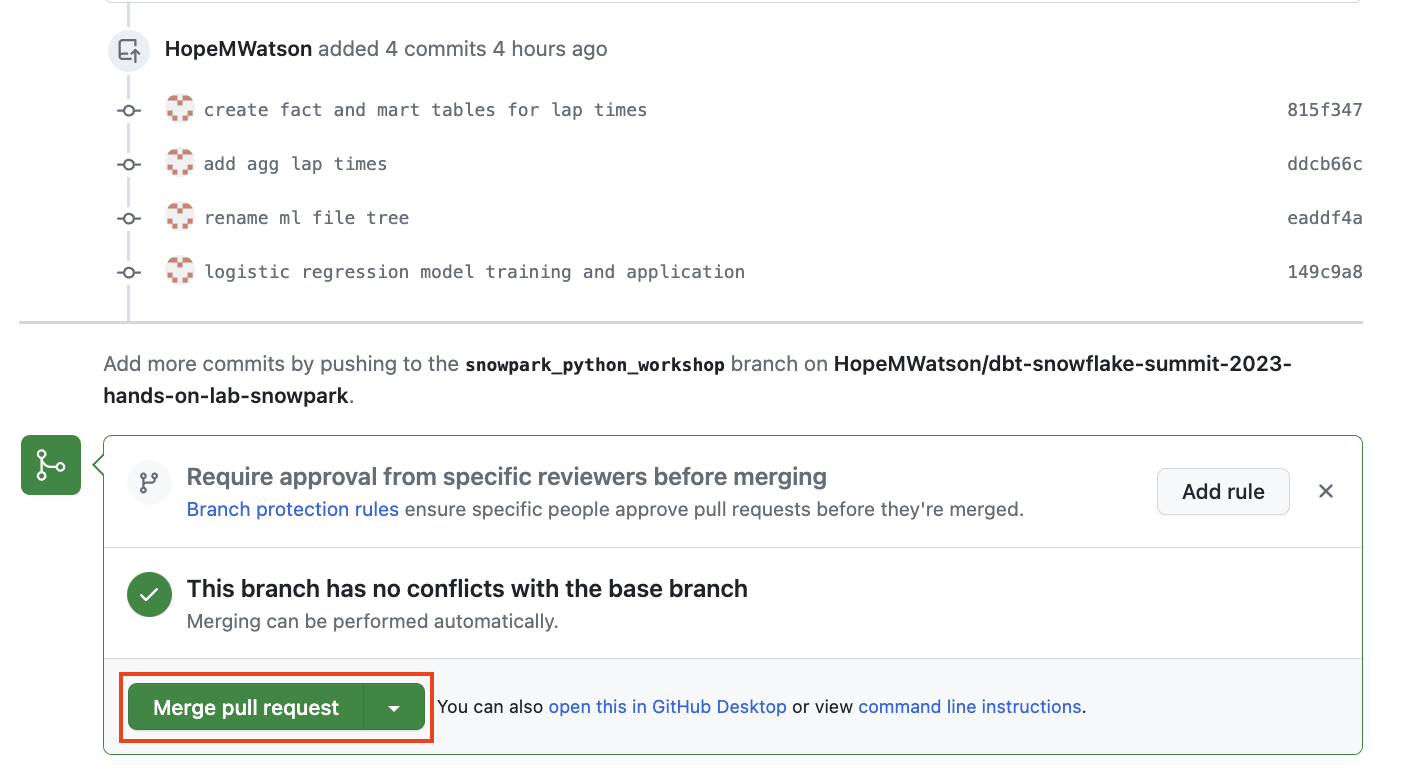 HopeMWatson added 4 commits 4 hours ago
create fact and mart tables for lap times 815f347
add agg lap times ddcb66c
rename ml file tree eaddf4a
logistic regression model training and application 149c9a8
Add more commits by pushing to the snowpark_python_workshop branch on HopeMWatson/dbt-snowflake-summit-2023-
hands-on-lab-snowpark.
Require approval from specific reviewers before merging
Branch protection rules ensure specific people approve pull requests before they're merged.
Add rule
This branch has no conflicts with the base branch
Merging can be performed automatically.
Merge pull request You can also open this in GitHub Desktop or view command line instructions.